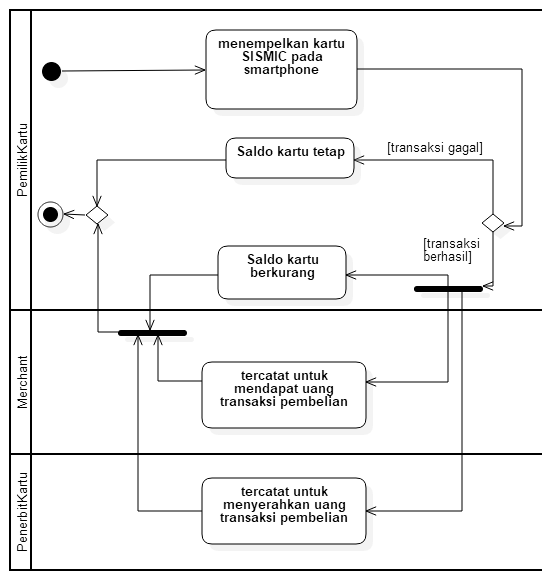 PemilikKartu
menempelkan kartu
SISMIC pada
smartphone
Saldo kartu tetap
[transaksi gagal]
[transaksi
berhasil]
Saldo kartu
berkurang
Merchant
tercatat untuk
mendapat uang
transaksi pembelian
PenerbitKartu
tercatat untuk
menyerahkan uang
transaksi pembelian